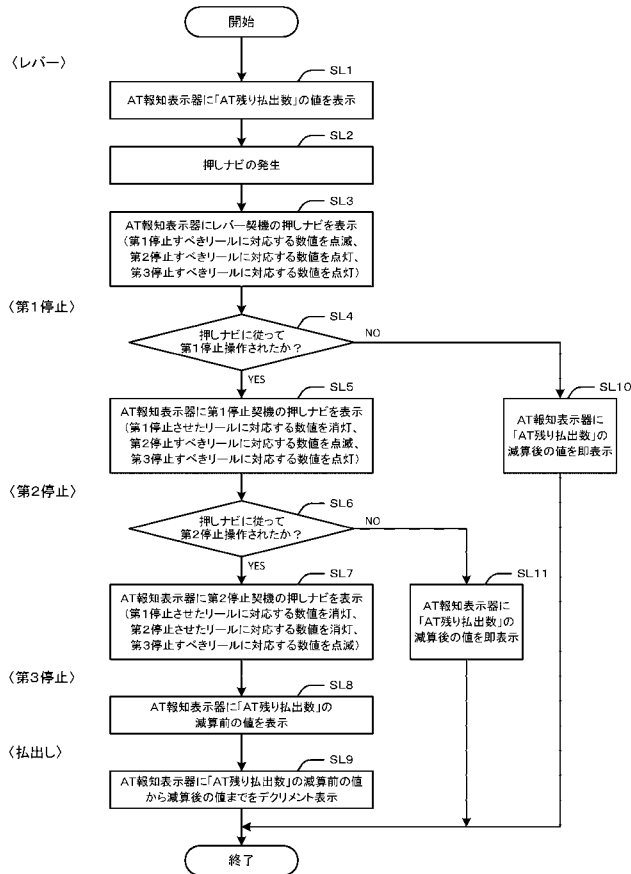 開始
〈レバー〉
SL1
AT報知表示器に「AT残り払出数」の値を表示
SL2
押しナビの発生
SL3
AT報知表示器にレバー契機の押しナビを表示
(第1停止すべきリールに対応する数値を点滅、
第2停止すべきリールに対応する数値を点灯、
第3停止すべきリールに対応する数値を点灯)
〈第1停止〉
SL4
押しナビに従って
第1停止操作されたか?
NO
YES
SL5
AT報知表示器に第1停止契機の押しナビを表示
(第1停止させたリールに対応する数値を消灯、
第2停止すべきリールに対応する数値を点滅、
第3停止すべきリールに対応する数値を点灯)
SL10
AT報知表示器に
「AT残り払出数」の
減算後の値を即表示
〈第2停止〉
SL6
押しナビに従って
第2停止操作されたか?
NO
YES
SL7
AT報知表示器に第2停止契機の押しナビを表示
(第1停止させたリールに対応する数値を消灯、
第2停止させたリールに対応する数値を消灯、
第3停止すべきリールに対応する数値を点滅)
SL11
AT報知表示器に
「AT残り払出数」の
減算後の値を即表示
〈第3停止〉
SL8
AT報知表示器に「AT残り払出数」の
減算前の値を表示
〈払出し〉
SL9
AT報知表示器に「AT残り払出数」の減算前の値
から減算後の値までをデクリメント表示
終了